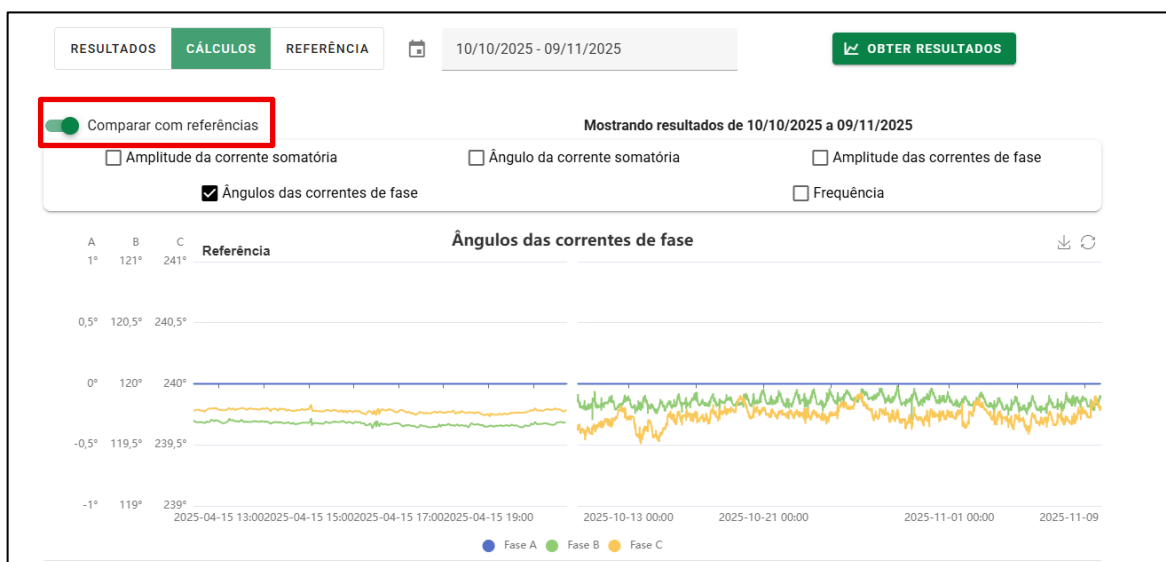 RESULTADOS CÁLCULOS REFERÊNCIA 10/10/2025 - 09/11/2025 OBTER RESULTADOS
Comparar com referências Mostrando resultados de 10/10/2025 a 09/11/2025
Amplitude da corrente somatória Ângulo da corrente somatória Amplitude das correntes de fase
Ângulos das correntes de fase Frequência
A B C Referência Ângulos das correntes de fase
1° 121° 241°
0,5° 120,5° 240,5°
0° 120° 240°
-0,5° 119,5° 239,5°
-1° 119° 239°
2025-04-15 13:00 2025-04-15 15:00 2025-04-15 17:00 2025-04-15 19:00 2025-10-13 00:00 2025-10-21 00:00 2025-11-01 00:00 2025-11-09
Fase A Fase B Fase C